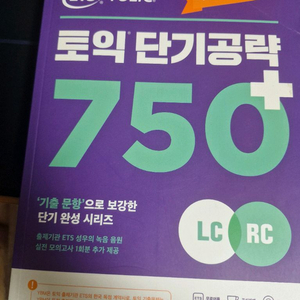 토익 단기공략
750+
'기출 문항'으로 보강한
단기 완성 시리즈
출제기관 ETS 성우의 녹음 음원
실전 모의고사 1회분 추가 제공
LC RC